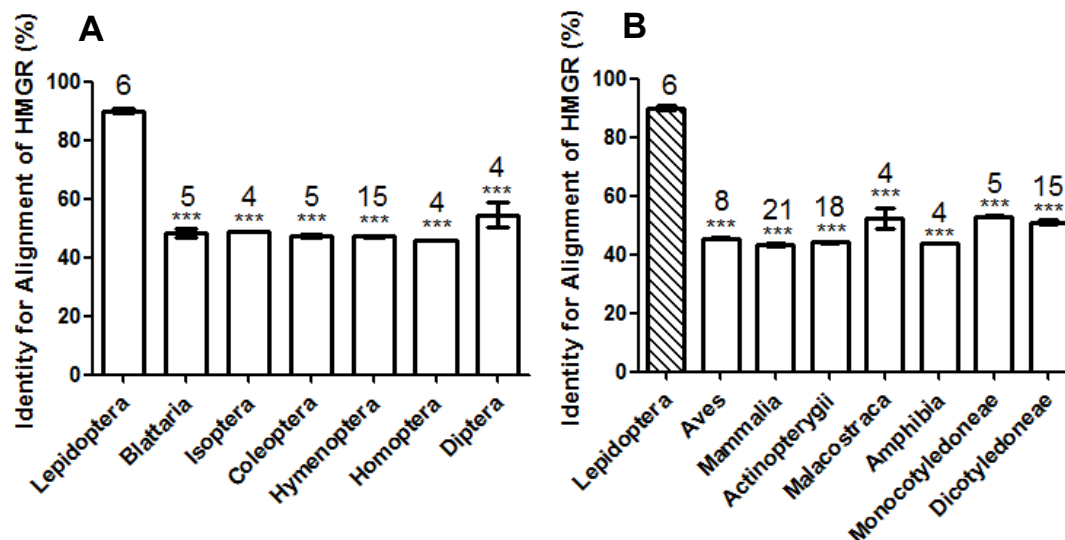 A
Identity for Alignment of HMGR (%)
100
80
60
40
20
0
6
5
***
4
***
5
***
15
***
4
***
4
***
Lepidoptera
Blattaria
Isoptera
Coleoptera
Hymenoptera
Homoptera
Diptera
B
Identity for Alignment of HMGR (%)
100
80
60
40
20
0
6
8
***
21
***
18
***
4
***
4
***
5
***
15
***
Lepidoptera
Aves
Mammalia
Actinopterygii
Malacostraca
Amphibla
Monocotyledoneae
Dicotyledoneae